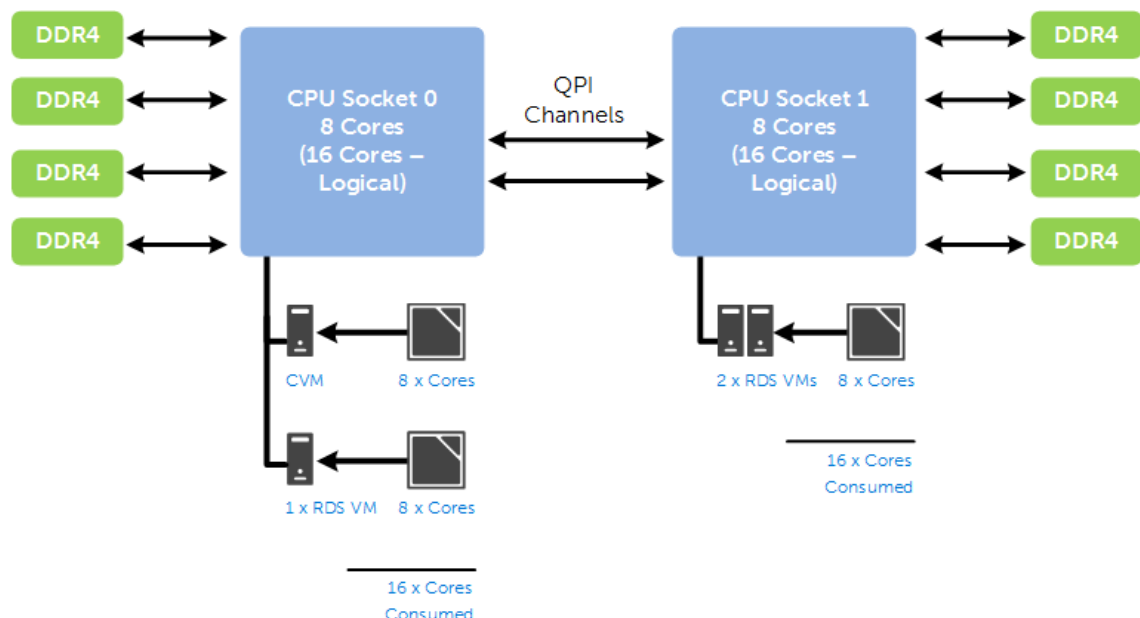 DDR4
DDR4
DDR4
DDR4
CPU Socket 0
8 Cores
(16 Cores –
Logical)
QPI
Channels
CPU Socket 1
8 Cores
(16 Cores –
Logical)
DDR4
DDR4
DDR4
DDR4
CVM
8 x Cores
1 x RDS VM
8 x Cores
16 x Cores
Consumed
2 x RDS VMs
8 x Cores
16 x Cores
Consumed